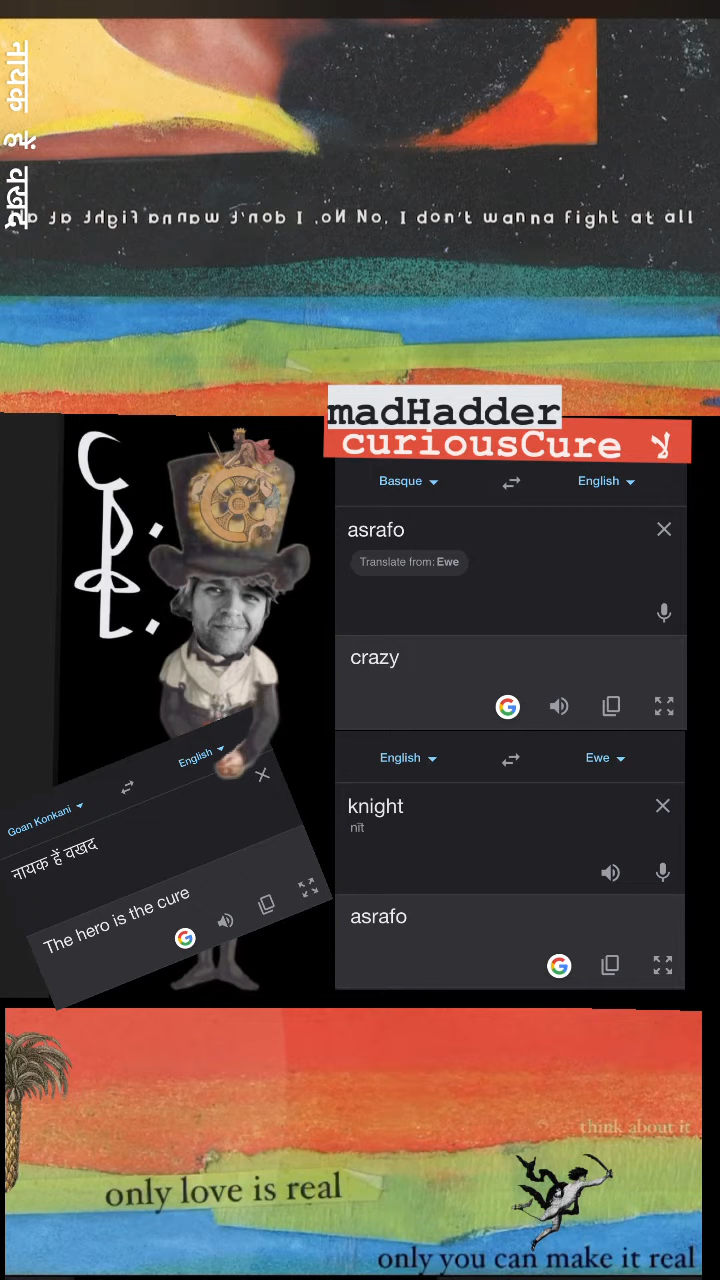 नायक हें वखद
No, I don't wanna fight at all
madHadder
curiousCure
Basque
English
asrafo
Translate from: Ewe
crazy
English
Ewe
knight
nīt
asrafo
Goan Konkani
English
नायक हें वखद
The hero is the cure
think about it
only love is real
only you can make it real